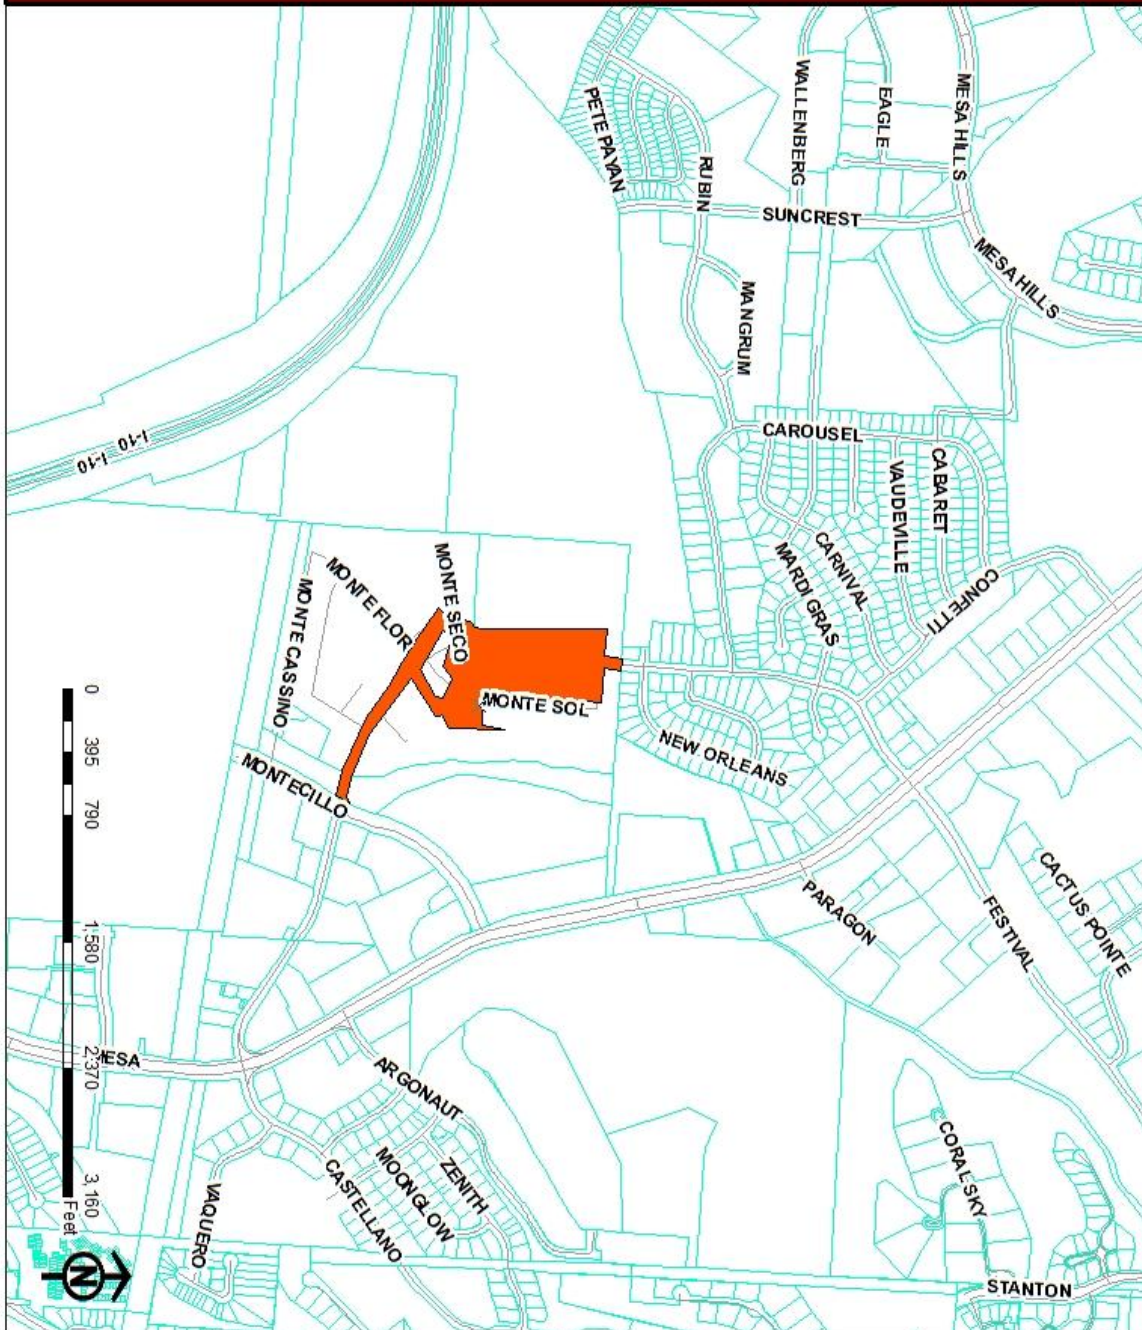 WALLENBERG
EAGLE
MESA HILLS
PETE PAYAN
RUBIN
SUNCREST
MESA HILLS
MANGRUM
I-10
I-10
CAROUSEL
CABARET
VAUDEVILLE
CARNIVAL
MARDI GRAS
CONFETTI
MONTE SECO
MONTE FLOR
MONTE CASSINO
MONTE SOL
NEW ORLEANS
MONTECILLO
PARAGON
FESTIVAL
CACTUS POINTE
MESA
ARGONAUT
ZENITH
MOONGLOW
CASTELLANO
VAQUERO
CORAL SKY
STANTON
0 395 790 1,580 2,370 3,160
Feet
N